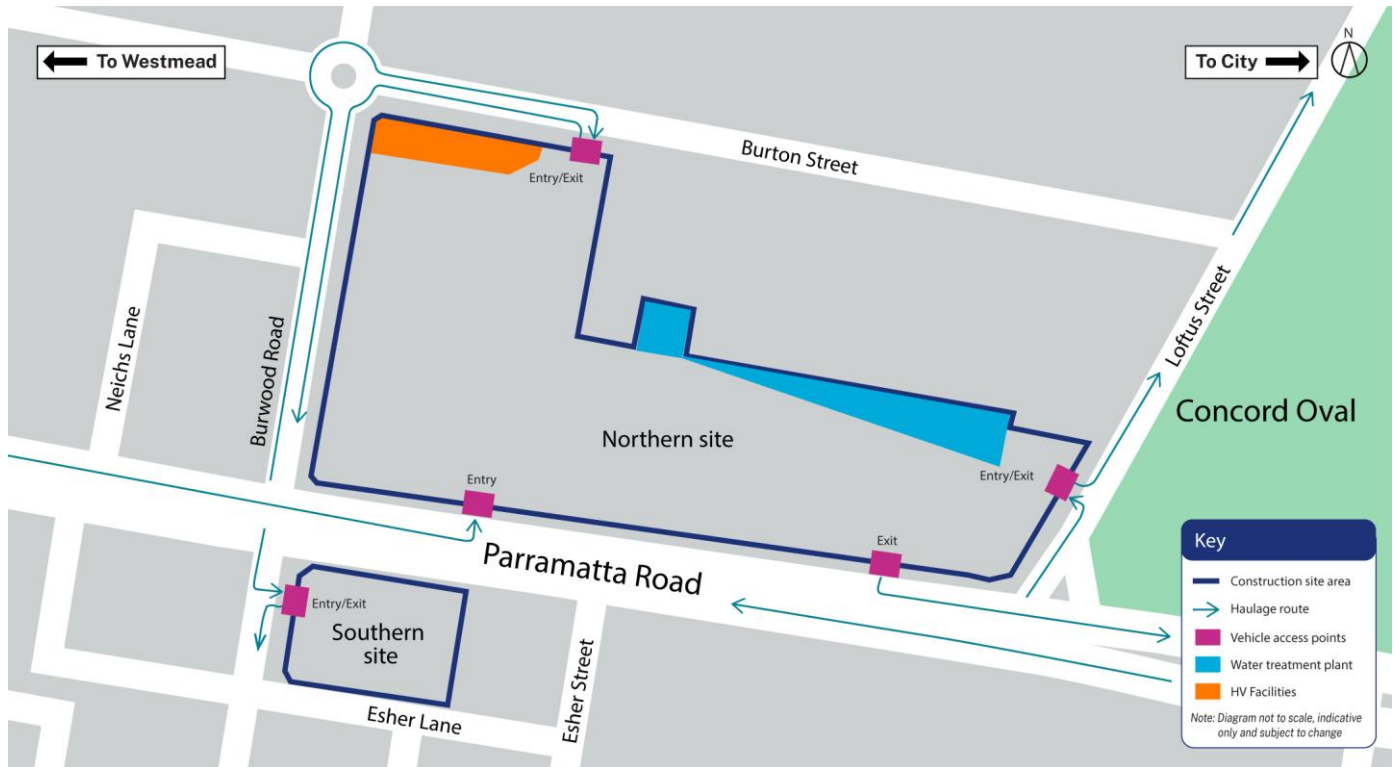 To Westmead
To City
N
Burton Street
Entry/Exit
Neichs Lane
Burwood Road
Loftus Street
Concord Oval
Northern site
Entry
Entry/Exit
Exit
Parramatta Road
Entry/Exit
Southern
site
Esher Lane
Esher Street
Key
Construction site area
Haulage route
Vehicle access points
Water treatment plant
HV Facilities
Note: Diagram not to scale, indicative
only and subject to change